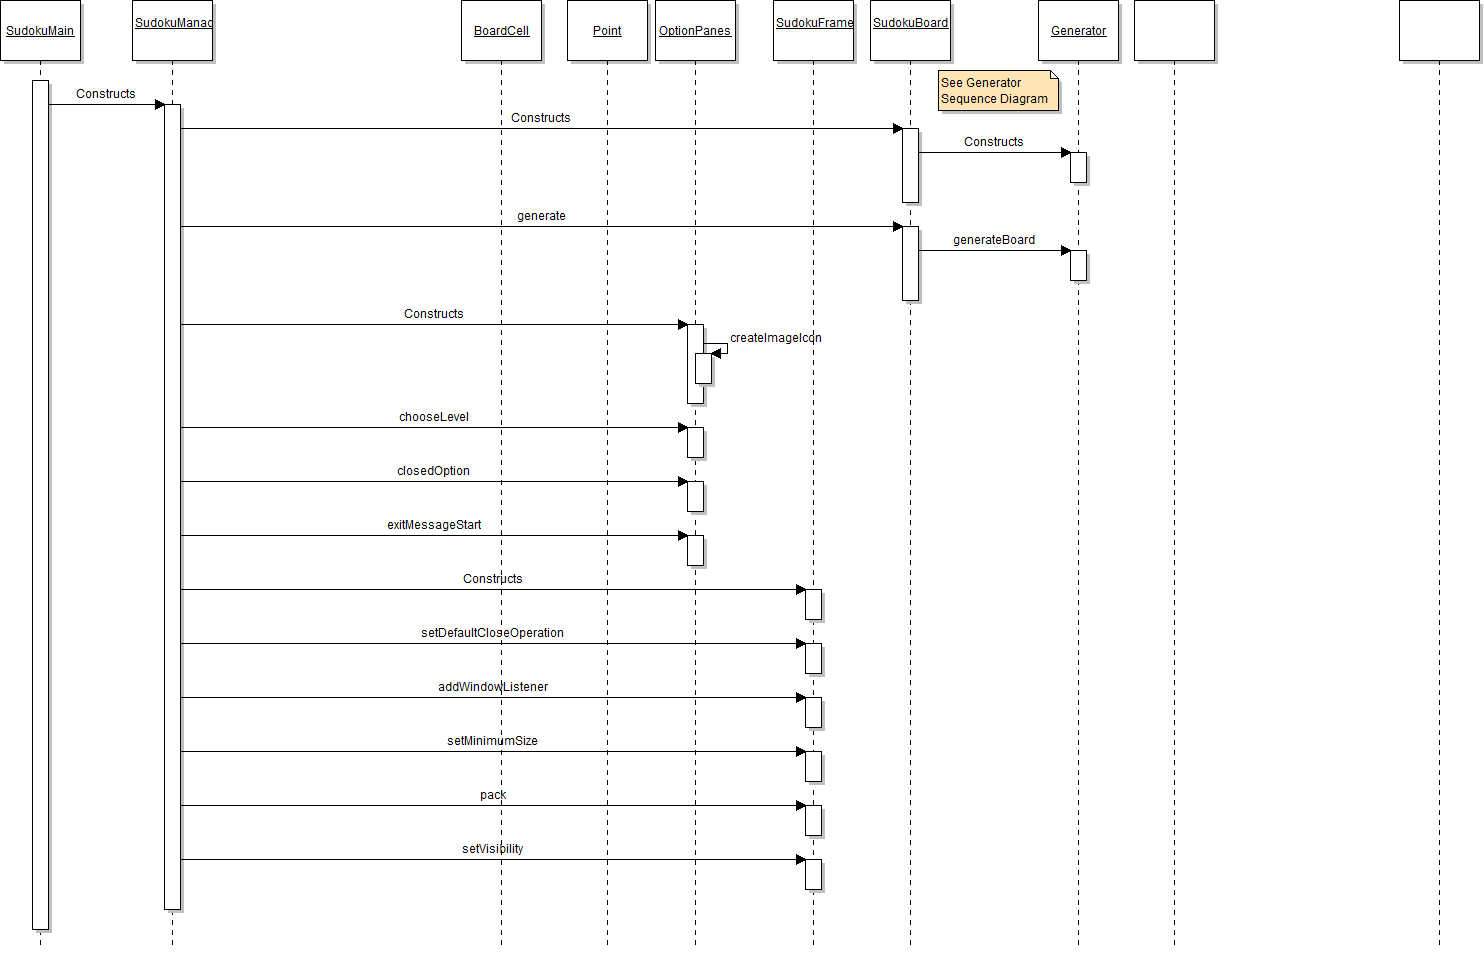 SudokuMain
SudokuManag
BoardCell
Point
OptionPanes
SudokuFrame
SudokuBoard
Generator
See Generator
Sequence Diagram
Constructs
Constructs
Constructs
generate
generateBoard
Constructs
createImageIcon
chooseLevel
closedOption
exitMessageStart
Constructs
setDefaultCloseOperation
addWindowListener
setMinimumSize
pack
setVisibility